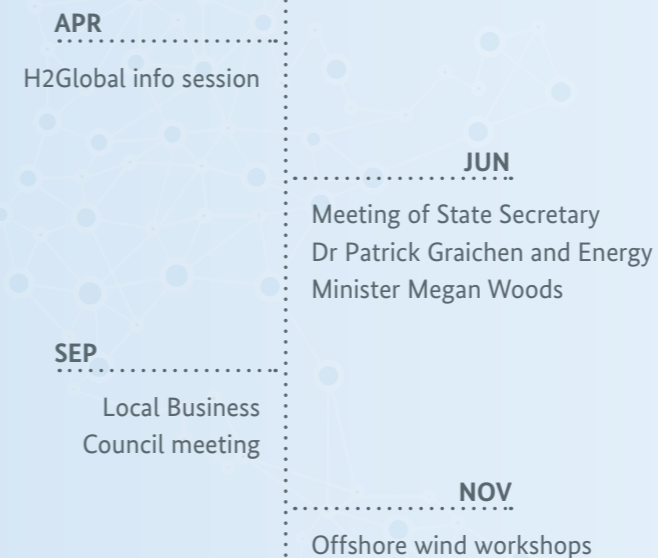 APR
H2Global info session
JUN
Meeting of State Secretary
Dr Patrick Graichen and Energy
Minister Megan Woods
SEP
Local Business
Council meeting
NOV
Offshore wind workshops